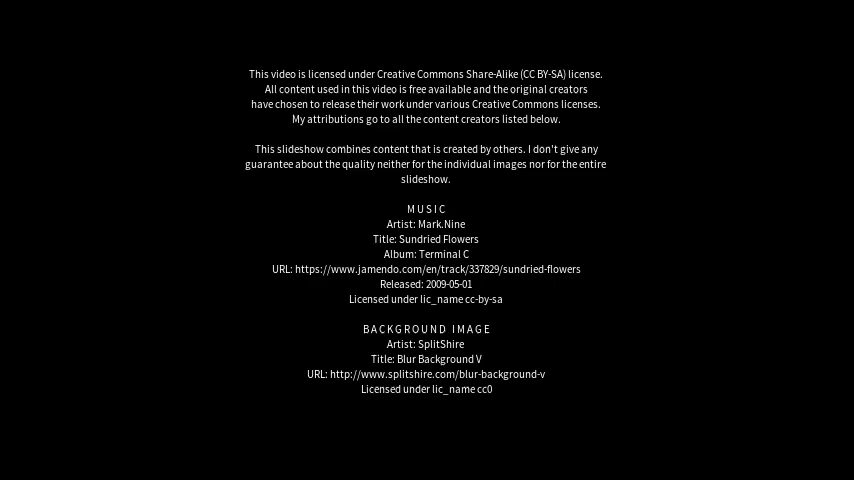 This video is licensed under Creative Commons Share-Alike (CC BY-SA) license.
All content used in this video is free available and the original creators
have chosen to release their work under various Creative Commons licenses.
My attributions go to all the content creators listed below.
This slideshow combines content that is created by others. I don't give any
guarantee about the quality neither for the individual images nor for the entire
slideshow.
MUSIC
Artist: Mark.Nine
Title: Sundried Flowers
Album: Terminal C
URL: https://www.jamendo.com/en/track/337829/sundried-flowers
Released: 2009-05-01
Licensed under lic_name cc-by-sa
BACKGROUND IMAGE
Artist: SplitShire
Title: Blur Background V
URL: http://www.splitshire.com/blur-background-v
Licensed under lic_name cc0